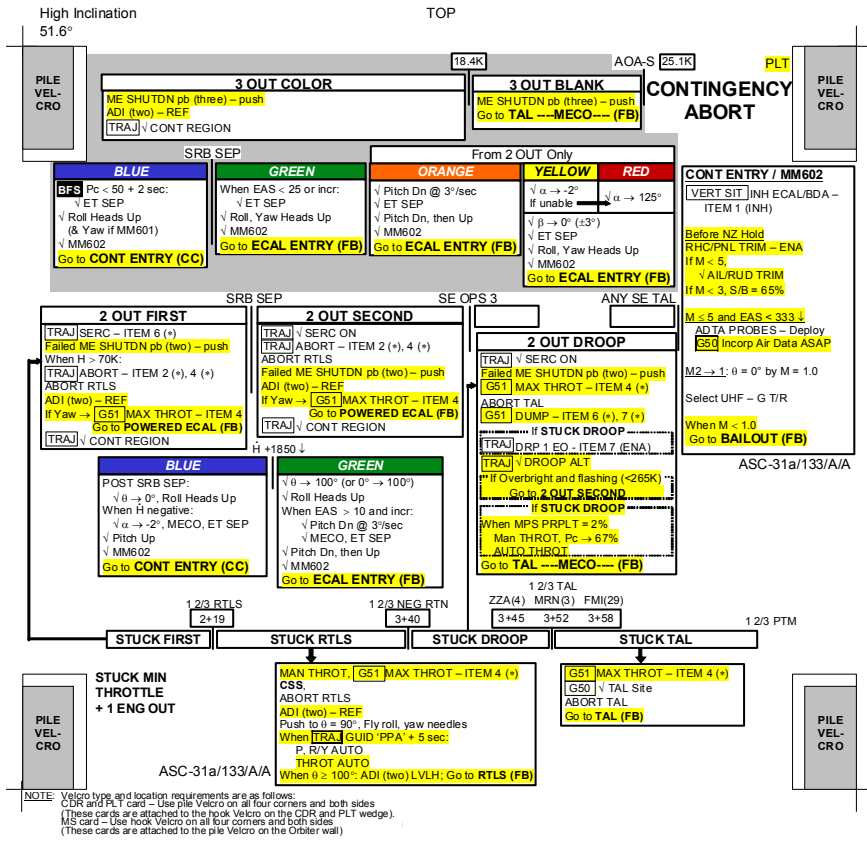 High Inclination
51.6°
TOP
PILE
VEL-
CRO
18.4K
AOA-S 25.1K
PLT
PILE
VEL-
CRO
CONTINGENCY
ABORT
3 OUT COLOR
ME SHUTDN pb (three) – push
ADI (two) – REF
TRAJ √ CONT REGION
3 OUT BLANK
ME SHUTDN pb (three) – push
Go to TAL ----MECO---- (FB)
SRB SEP
From 2 OUT Only
BLUE
BFS Pc < 50 + 2 sec:
√ ET SEP
√ Roll Heads Up
(& Yaw if MM601)
√ MM602
Go to CONT ENTRY (CC)
GREEN
When EAS < 25 or incr:
√ ET SEP
√ Roll, Yaw Heads Up
√ MM602
Go to ECAL ENTRY (FB)
ORANGE
√ Pitch Dn @ 3°/sec
√ ET SEP
√ Pitch Dn, then Up
√ MM602
Go to ECAL ENTRY (FB)
YELLOW
√ α → -2°
If unable
RED
√ α → 125°
√ β → 0° (±3°)
√ ET SEP
√ Roll, Yaw Heads Up
√ MM602
Go to ECAL ENTRY (FB)
CONT ENTRY / MM602
VERT SIT INH ECAL/BDA –
ITEM 1 (INH)
Before NZ Hold
RHC/PNL TRIM – ENA
If M < 5,
√ AIL/RUD TRIM
If M < 3, S/B = 65%
M ≤ 5 and EAS < 333 ↓
ADTA PROBES – Deploy
G50 Incorp Air Data ASAP
M2 → 1: θ = 0° by M = 1.0
Select UHF – G T/R
When M < 1.0
Go to BAILOUT (FB)
ASC-31a/133/A/A
SRB SEP
SE OPS 3
ANY SE TAL
2 OUT FIRST
TRAJ SERC – ITEM 6 (*)
Failed ME SHUTDN pb (two) – push
When H > 70K:
TRAJ ABORT – ITEM 2 (*), 4 (*)
ABORT RTLS
ADI (two) – REF
If Yaw → G51 MAX THROT – ITEM 4
Go to POWERED ECAL (FB)
TRAJ √ CONT REGION
2 OUT SECOND
TRAJ √ SERC ON
TRAJ ABORT – ITEM 2 (*), 4 (*)
ABORT RTLS
Failed ME SHUTDN pb (two) – push
ADI (two) – REF
If Yaw → G51 MAX THROT – ITEM 4
Go to POWERED ECAL (FB)
TRAJ √ CONT REGION
2 OUT DROOP
TRAJ √ SERC ON
Failed ME SHUTDN pb (two) – push
G51 MAX THROT – ITEM 4 (*)
ABORT TAL
G51 DUMP – ITEM 6 (*), 7 (*)
If STUCK DROOP
TRAJ DRP 1 EO - ITEM 7 (ENA)
TRAJ √ DROOP ALT
If Overbright and flashing (<265K)
Go to 2 OUT SECOND
If STUCK DROOP
When MPS PRPLT = 2%
Man THROT, Pc → 67%
AUTO THROT
Go to TAL ----MECO---- (FB)
Ḣ +1850 ↓
BLUE
POST SRB SEP:
√ θ → 0°, Roll Heads Up
When Ḣ negative:
√ α → -2°, MECO, ET SEP
√ Pitch Up
√ MM602
Go to CONT ENTRY (CC)
GREEN
√ θ → 100° (or 0° → 100°)
√ Roll Heads Up
When EAS > 10 and incr:
√ Pitch Dn @ 3°/sec
√ MECO, ET SEP
√ Pitch Dn, then Up
√ MM602
Go to ECAL ENTRY (FB)
1 2/3 RTLS
2+19
1 2/3 NEG RTN
3+40
1 2/3 TAL
ZZA(4) MRN(3) FMI(29)
3+45 3+52 3+58
1 2/3 PTM
STUCK FIRST
STUCK RTLS
STUCK DROOP
STUCK TAL
STUCK MIN
THROTTLE
+ 1 ENG OUT
MAN THROT, G51 MAX THROT – ITEM 4 (*)
CSS,
ABORT RTLS
ADI (two) – REF
Push to θ = 90°, Fly roll, yaw needles
When TRAJ GUID 'PPA' + 5 sec:
P, R/Y AUTO
THROT AUTO
When θ ≥ 100°: ADI (two) LVLH; Go to RTLS (FB)
G51 MAX THROT – ITEM 4 (*)
G50 √ TAL Site
ABORT TAL
Go to TAL (FB)
PILE
VEL-
CRO
ASC-31a/133/A/A
PILE
VEL-
CRO
NOTE: Velcro type and location requirements are as follows:
CDR and PLT card – Use pile Velcro on all four corners and both sides
(These cards are attached to the hook Velcro on the CDR and PLT wedge).
MS card – Use hook Velcro on all four corners and both sides
(These cards are attached to the pile Velcro on the Orbiter wall)